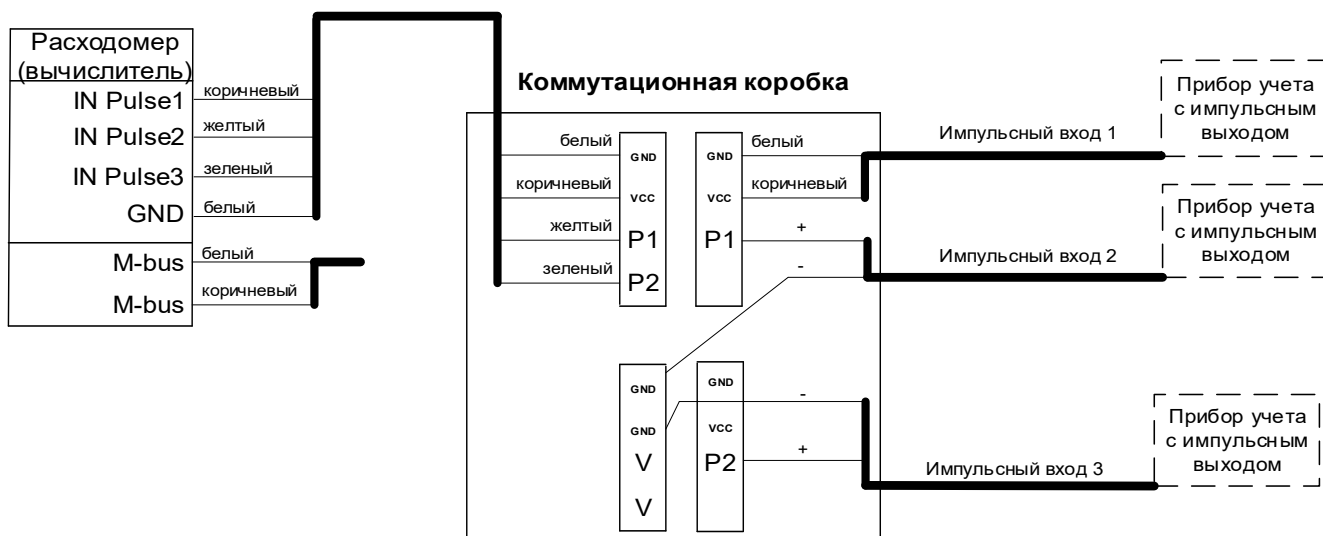 Расходомер
(вычислитель)
IN Pulse1
коричневый
IN Pulse2
желтый
IN Pulse3
зеленый
GND
белый
M-bus
белый
M-bus
коричневый
Коммутационная коробка
белый
GND
коричневый
VCC
желтый
P1
зеленый
P2
GND
белый
VCC
коричневый
P1
+
-
GND
GND
V
V
GND
-
VCC
P2
+
Импульсный вход 1
Прибор учета
с импульсным
выходом
Импульсный вход 2
Прибор учета
с импульсным
выходом
Импульсный вход 3
Прибор учета
с импульсным
выходом